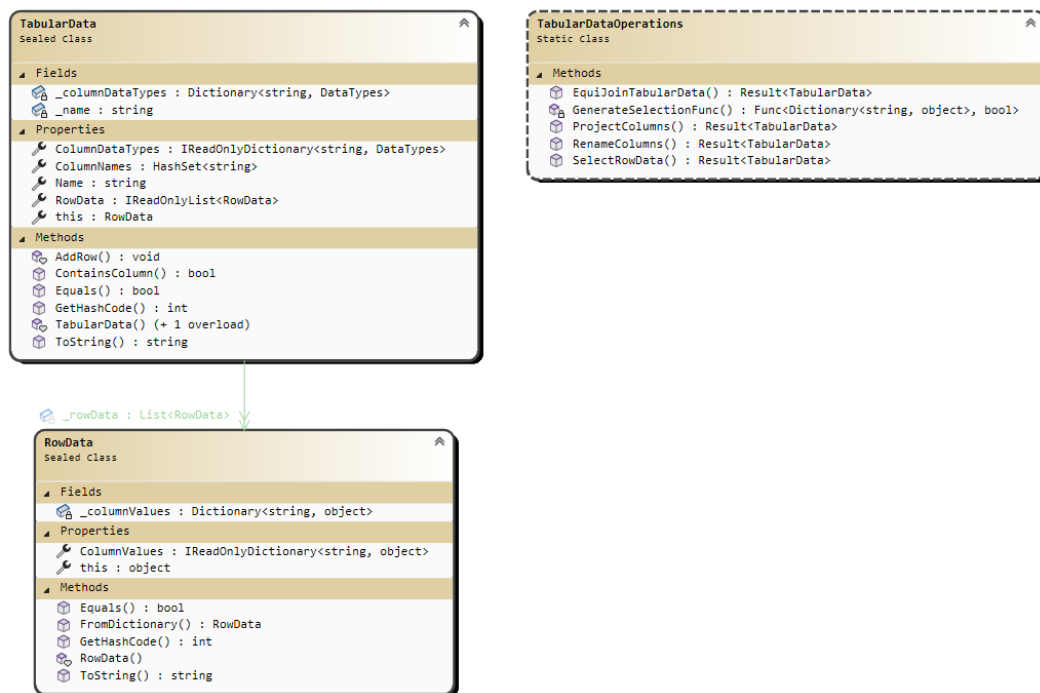 TabularData
Sealed Class
Fields
_columnDataTypes : Dictionary<string, DataTypes>
_name : string
Properties
ColumnDataTypes : IReadOnlyDictionary<string, DataTypes>
ColumnNames : HashSet<string>
Name : string
RowData : IReadOnlyList<RowData>
this : RowData
Methods
AddRow() : void
ContainsColumn() : bool
Equals() : bool
GetHashCode() : int
TabularData() (+ 1 overload)
ToString() : string
_rowData : List<RowData>
RowData
Sealed Class
Fields
_columnValues : Dictionary<string, object>
Properties
ColumnValues : IReadOnlyDictionary<string, object>
this : object
Methods
Equals() : bool
FromDictionary() : RowData
GetHashCode() : int
RowData()
ToString() : string
TabularDataOperations
Static Class
Methods
EquiJoinTabularData() : Result<TabularData>
GenerateSelectionFunc() : Func<Dictionary<string, object>, bool>
ProjectColumns() : Result<TabularData>
RenameColumns() : Result<TabularData>
SelectRowData() : Result<TabularData>